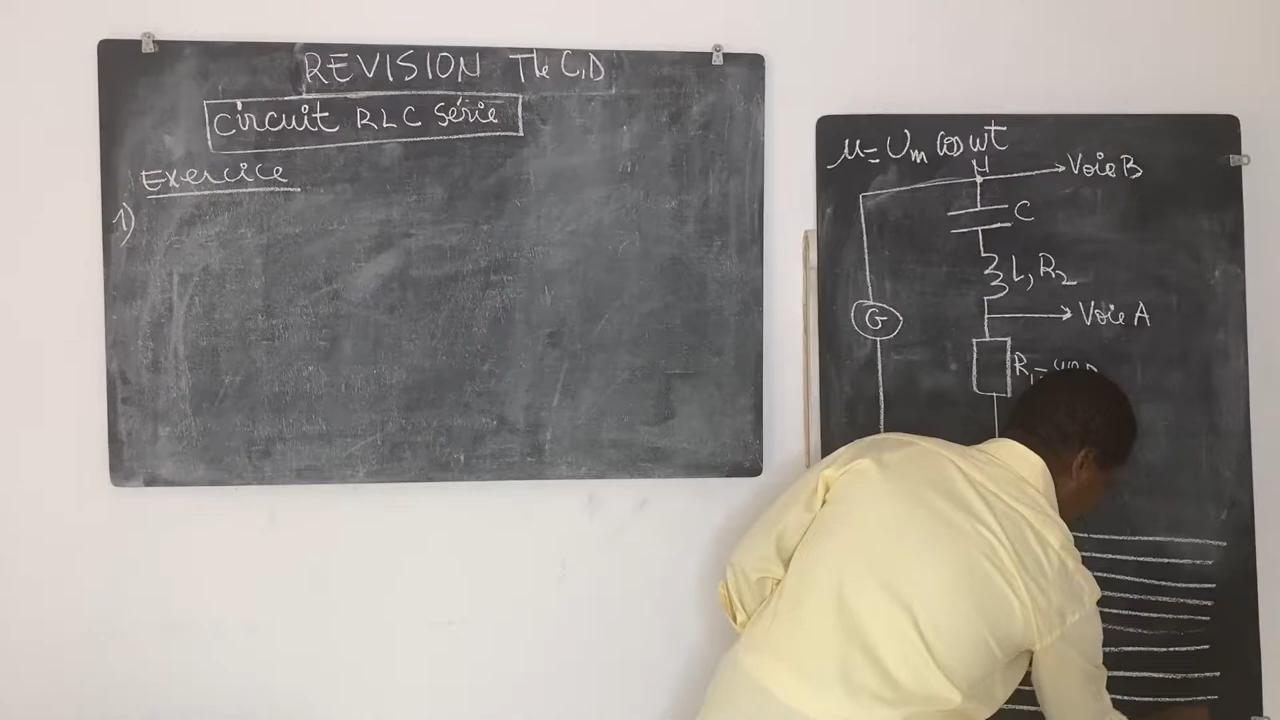 REVISION Tle C,D
Circuit RLC série
Exercice
1)
u = Um cos ωt
M
Voie B
C
L, R2
Voie A
G
R1 =